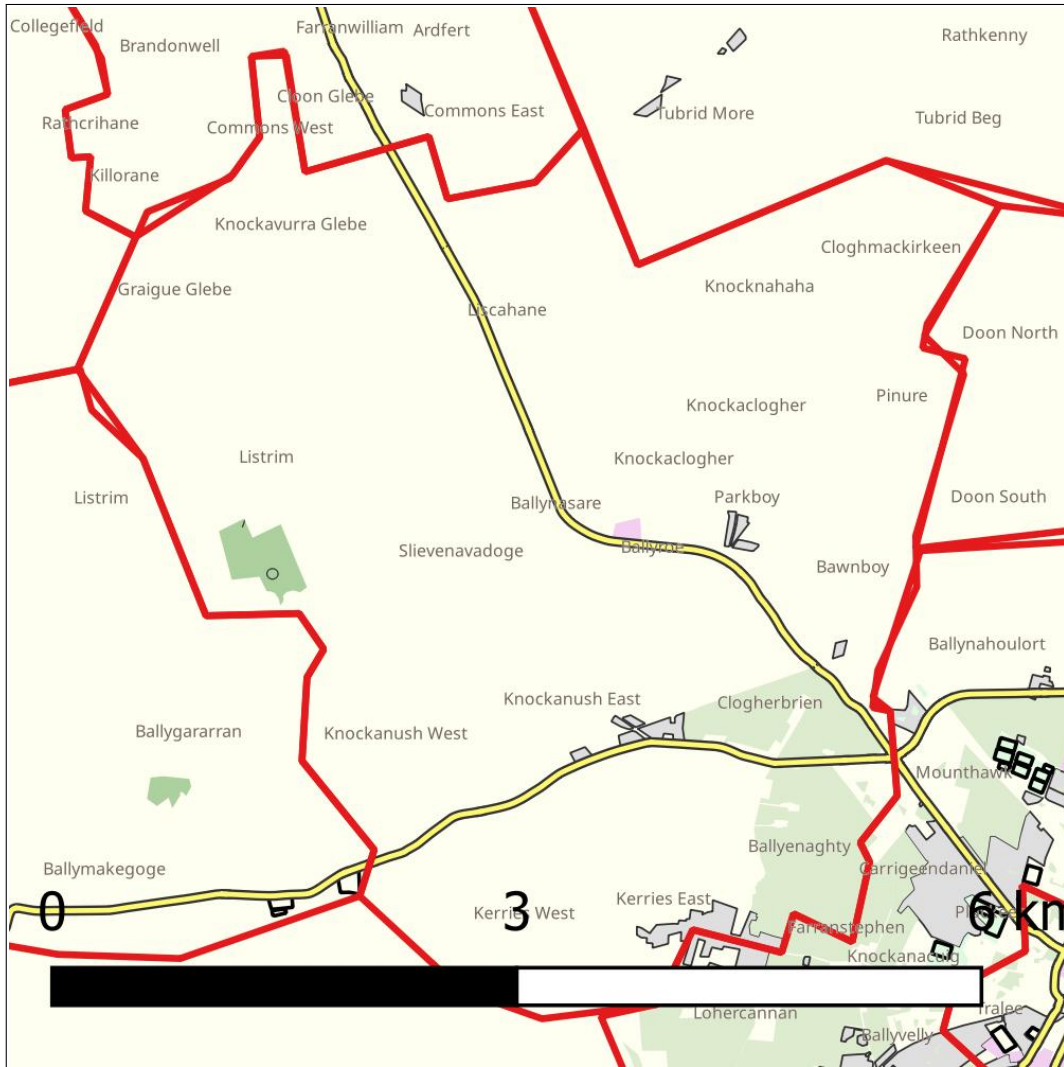 Collegefield
Farranwilliam
Ardfert
Brandonwell
Rathkenny
Cloon Glebe
Commons East
Tubrid More
Tubrid Beg
Rathcrihane
Commons West
Killorane
Knockavurra Glebe
Cloghmackirkeen
Graigue Glebe
Knocknahaha
Liscahane
Doon North
Pinure
Knockaclogher
Listrim
Knockaclogher
Listrim
Ballynasare
Parkboy
Doon South
Slievenavadoge
Ballyroe
Bawnboy
Ballynahoulort
Knockanush East
Clogherbrien
Ballygararran
Knockanush West
Mounthawk
Ballyenaghty
Ballymakegoge
Carrigeendaniel
Kerries East
Kerries West
0
3
6 km
Farranstephen
Knockanacuig
Lohercannan
Tralee
Ballyvelly